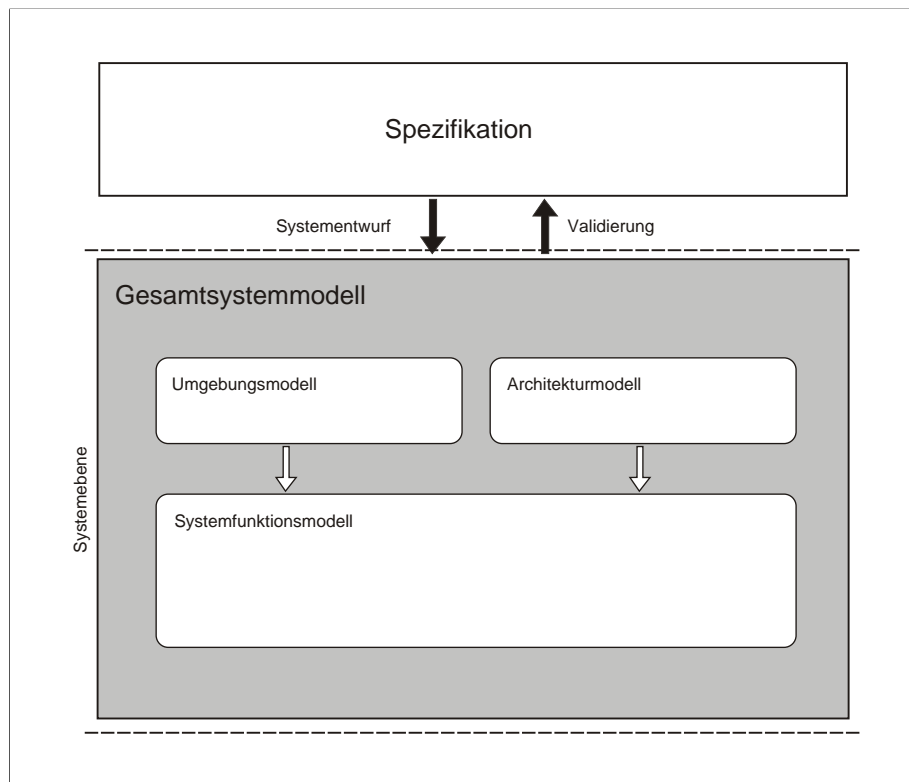 Spezifikation
Systementwurf
Validierung
Gesamtsystemmodell
Umgebungsmodell
Architekturmodell
Systemebene
Systemfunktionsmodell